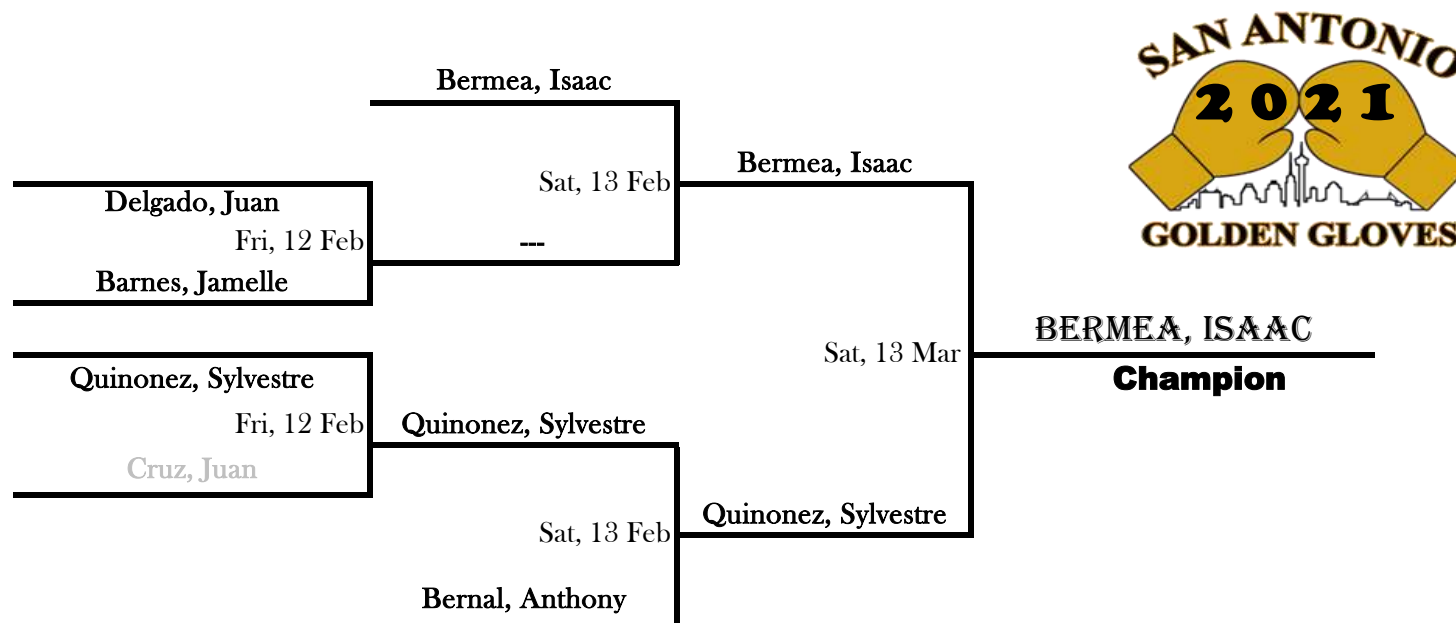 SAN ANTONIO
2021
GOLDEN GLOVES
Bermea, Isaac
Sat, 13 Feb
Bermea, Isaac
Delgado, Juan
Fri, 12 Feb
---
Barnes, Jamelle
BERMEA, ISAAC
Sat, 13 Mar
Champion
Quinonez, Sylvestre
Fri, 12 Feb
Quinonez, Sylvestre
Cruz, Juan
Quinonez, Sylvestre
Sat, 13 Feb
Bernal, Anthony